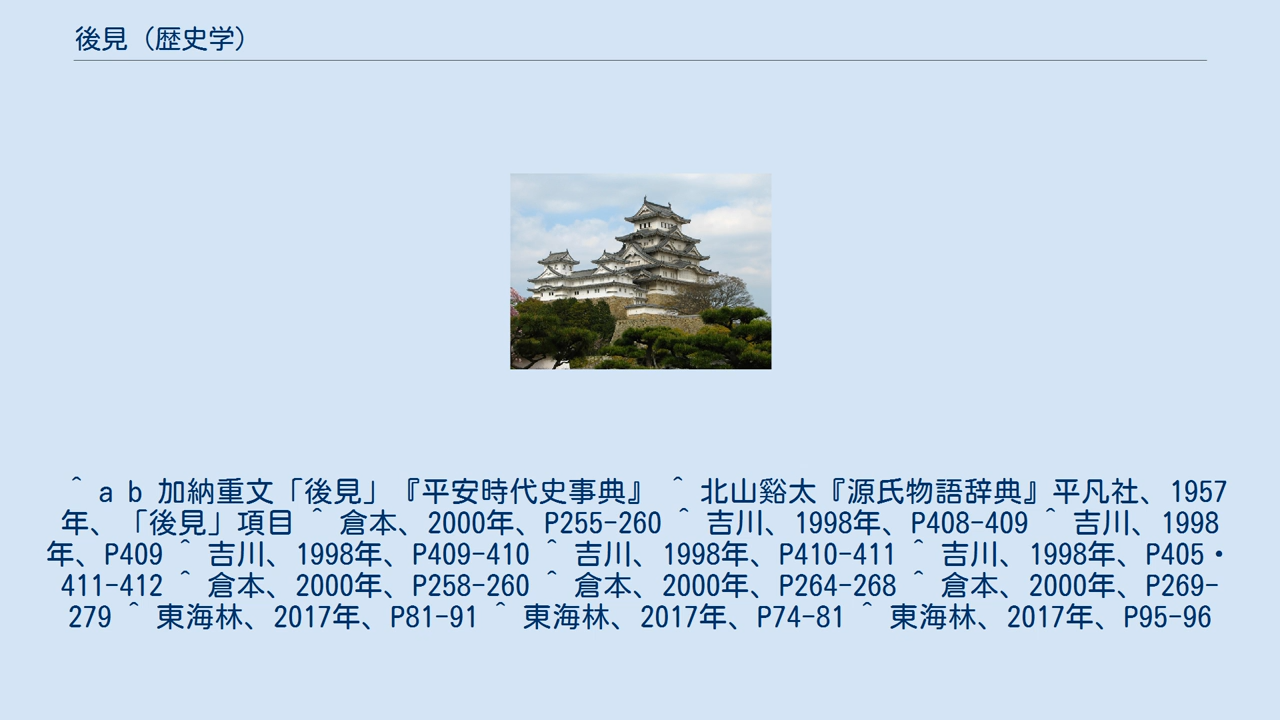 後見（歴史学）
^ a b 加納重文「後見」『平安時代史事典』 ^ 北山谿太『源氏物語辞典』平凡社、1957
年、「後見」項目 ^ 倉本、2000年、P255-260 ^ 吉川、1998年、P408-409 ^ 吉川、1998
年、P409 ^ 吉川、1998年、P409-410 ^ 吉川、1998年、P410-411 ^ 吉川、1998年、P405・
411-412 ^ 倉本、2000年、P258-260 ^ 倉本、2000年、P264-268 ^ 倉本、2000年、P269-
279 ^ 東海林、2017年、P81-91 ^ 東海林、2017年、P74-81 ^ 東海林、2017年、P95-96